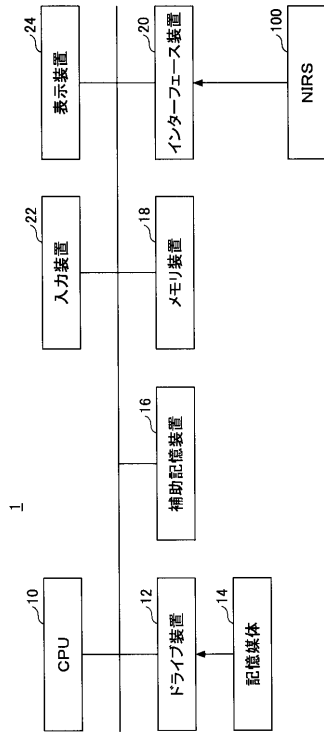 1
10
CPU
22
入力装置
24
表示装置
12
ドライブ装置
16
補助記憶装置
18
メモリ装置
20
インターフェース装置
14
記憶媒体
100
NIRS